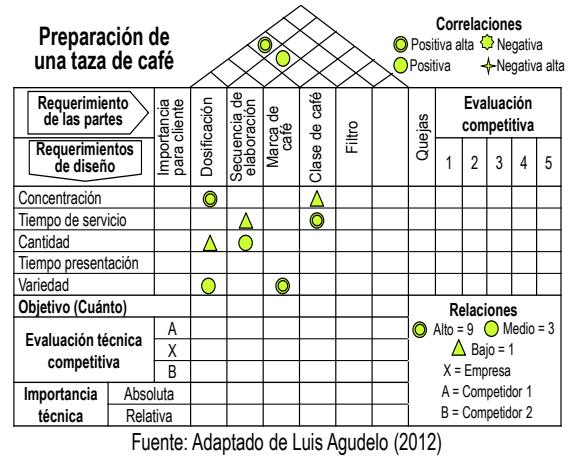 Preparación de
una taza de café
Correlaciones
Positiva alta Negativa
Positiva Negativa alta
Requerimiento
de las partes
Requerimientos
de diseño
Importancia
para cliente
Dosificación
Secuencia de
elaboración
Marca de
café
Clase de café
Filtro
Quejas
Evaluación
competitiva
1 2 3 4 5
Concentración
Tiempo de servicio
Cantidad
Tiempo presentación
Variedad
Objetivo (Cuánto)
Evaluación técnica
competitiva
A
X
B
Importancia
técnica
Absoluta
Relativa
Relaciones
Alto = 9 Medio = 3
Bajo = 1
X = Empresa
A = Competidor 1
B = Competidor 2
Fuente: Adaptado de Luis Agudelo (2012)